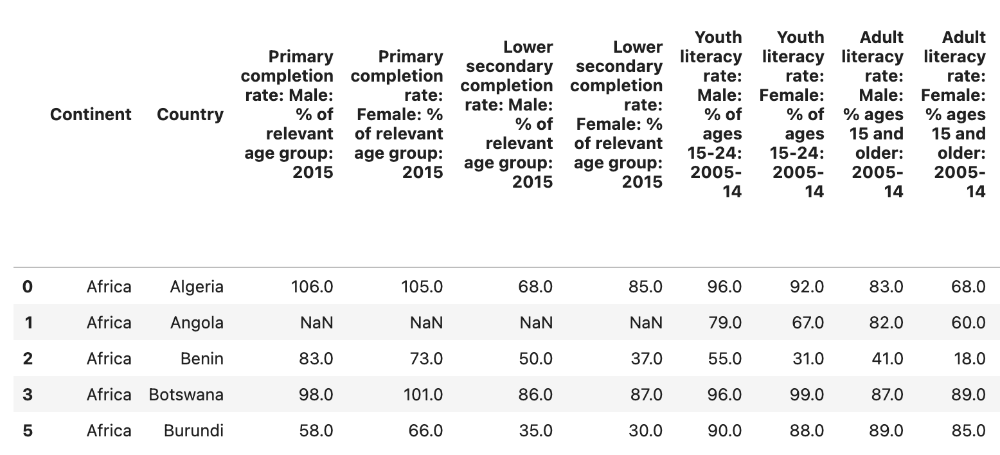 Continent Country Primary completion rate: Male: % of relevant age group: 2015 Primary completion rate: Female: % of relevant age group: 2015 Lower secondary completion rate: Male: % of relevant age group: 2015 Lower secondary completion rate: Female: % of relevant age group: 2015 Youth literacy rate: Male: % of ages 15-24: 2005-14 Youth literacy rate: Female: % of ages 15-24: 2005-14 Adult literacy rate: Male: % ages 15 and older: 2005-14 Adult literacy rate: Female: % ages 15 and older: 2005-14
0 Africa Algeria 106.0 105.0 68.0 85.0 96.0 92.0 83.0 68.0
1 Africa Angola NaN NaN NaN NaN 79.0 67.0 82.0 60.0
2 Africa Benin 83.0 73.0 50.0 37.0 55.0 31.0 41.0 18.0
3 Africa Botswana 98.0 101.0 86.0 87.0 96.0 99.0 87.0 89.0
5 Africa Burundi 58.0 66.0 35.0 30.0 90.0 88.0 89.0 85.0